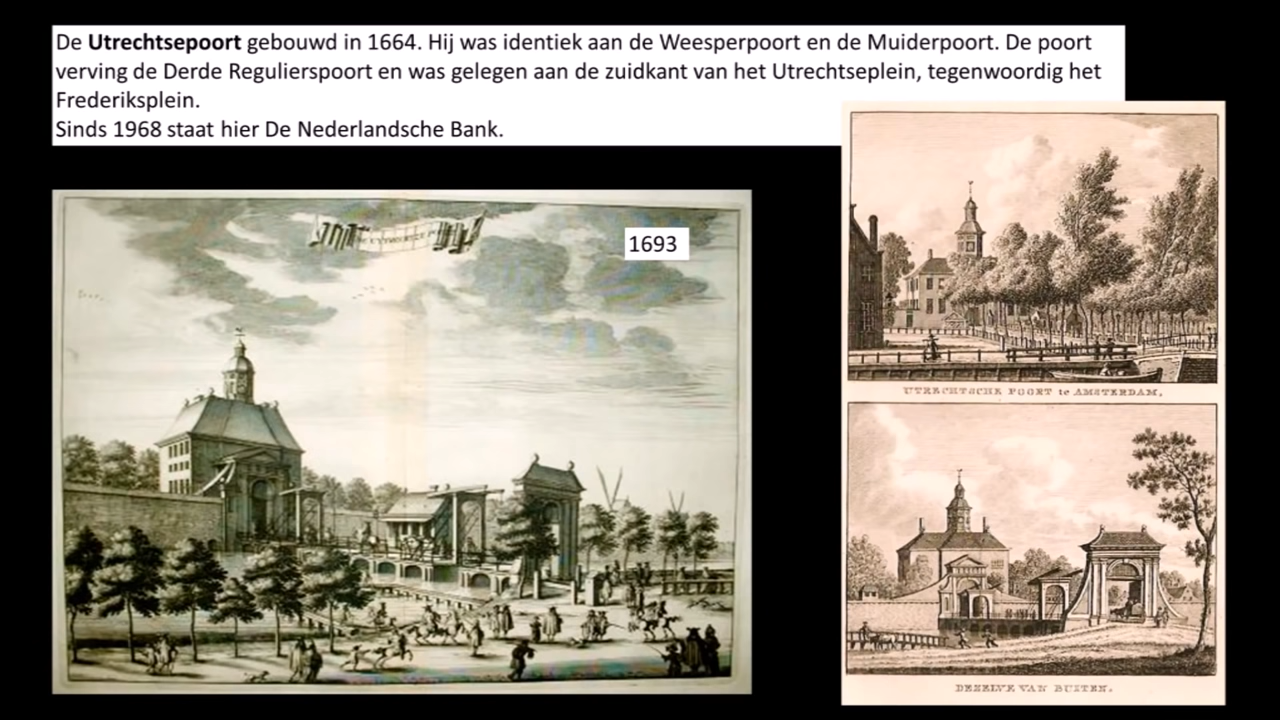 De Utrechtsepoort gebouwd in 1664. Hij was identiek aan de Weesperpoort en de Muiderpoort. De poort
verving de Derde Regulierspoort en was gelegen aan de zuidkant van het Utrechtseplein, tegenwoordig het
Frederiksplein.
Sinds 1968 staat hier De Nederlandsche Bank.
1693
UTRECHTSCHE POORT te AMSTERDAM.
DEZELVE VAN BUITEN.